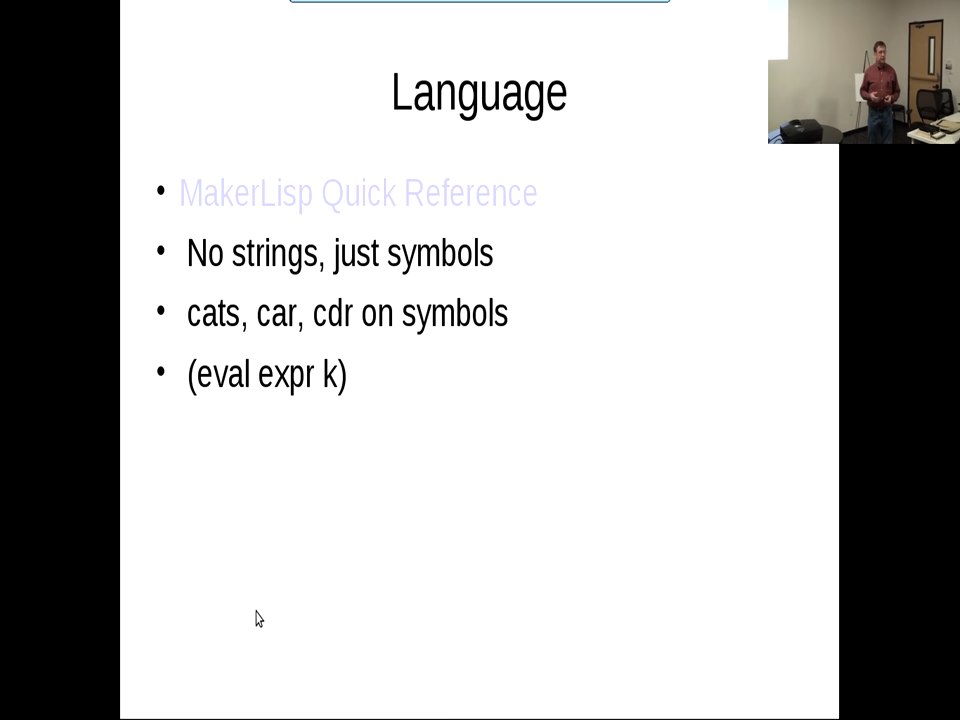 Language
• MakerLisp Quick Reference
• No strings, just symbols
• cats, car, cdr on symbols
• (eval expr k)